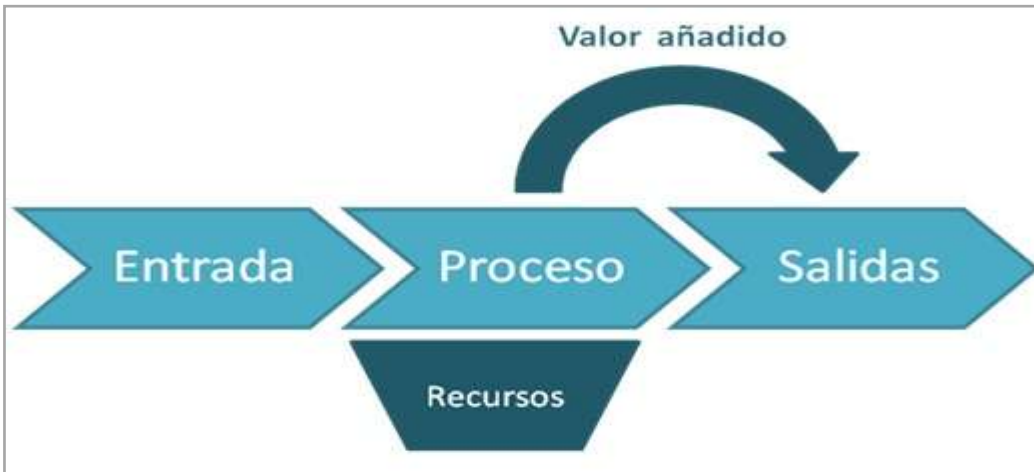 Valor añadido
Entrada
Proceso
Salidas
Recursos